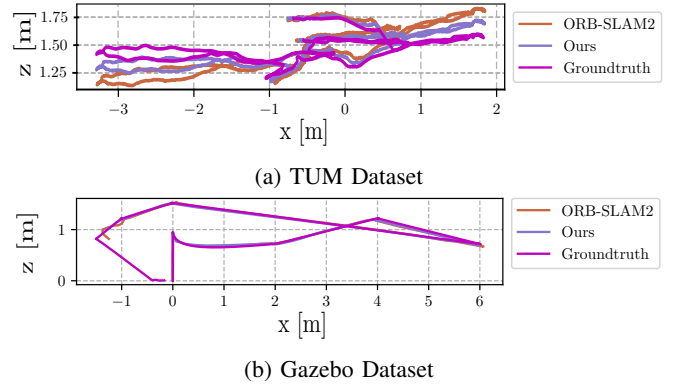 1.75
1.50
1.25
z [m]
−3
−2
−1
0
1
2
x [m]
ORB-SLAM2
Ours
Groundtruth
(a) TUM Dataset
1
0
z [m]
−1
0
1
2
3
4
5
6
x [m]
ORB-SLAM2
Ours
Groundtruth
(b) Gazebo Dataset